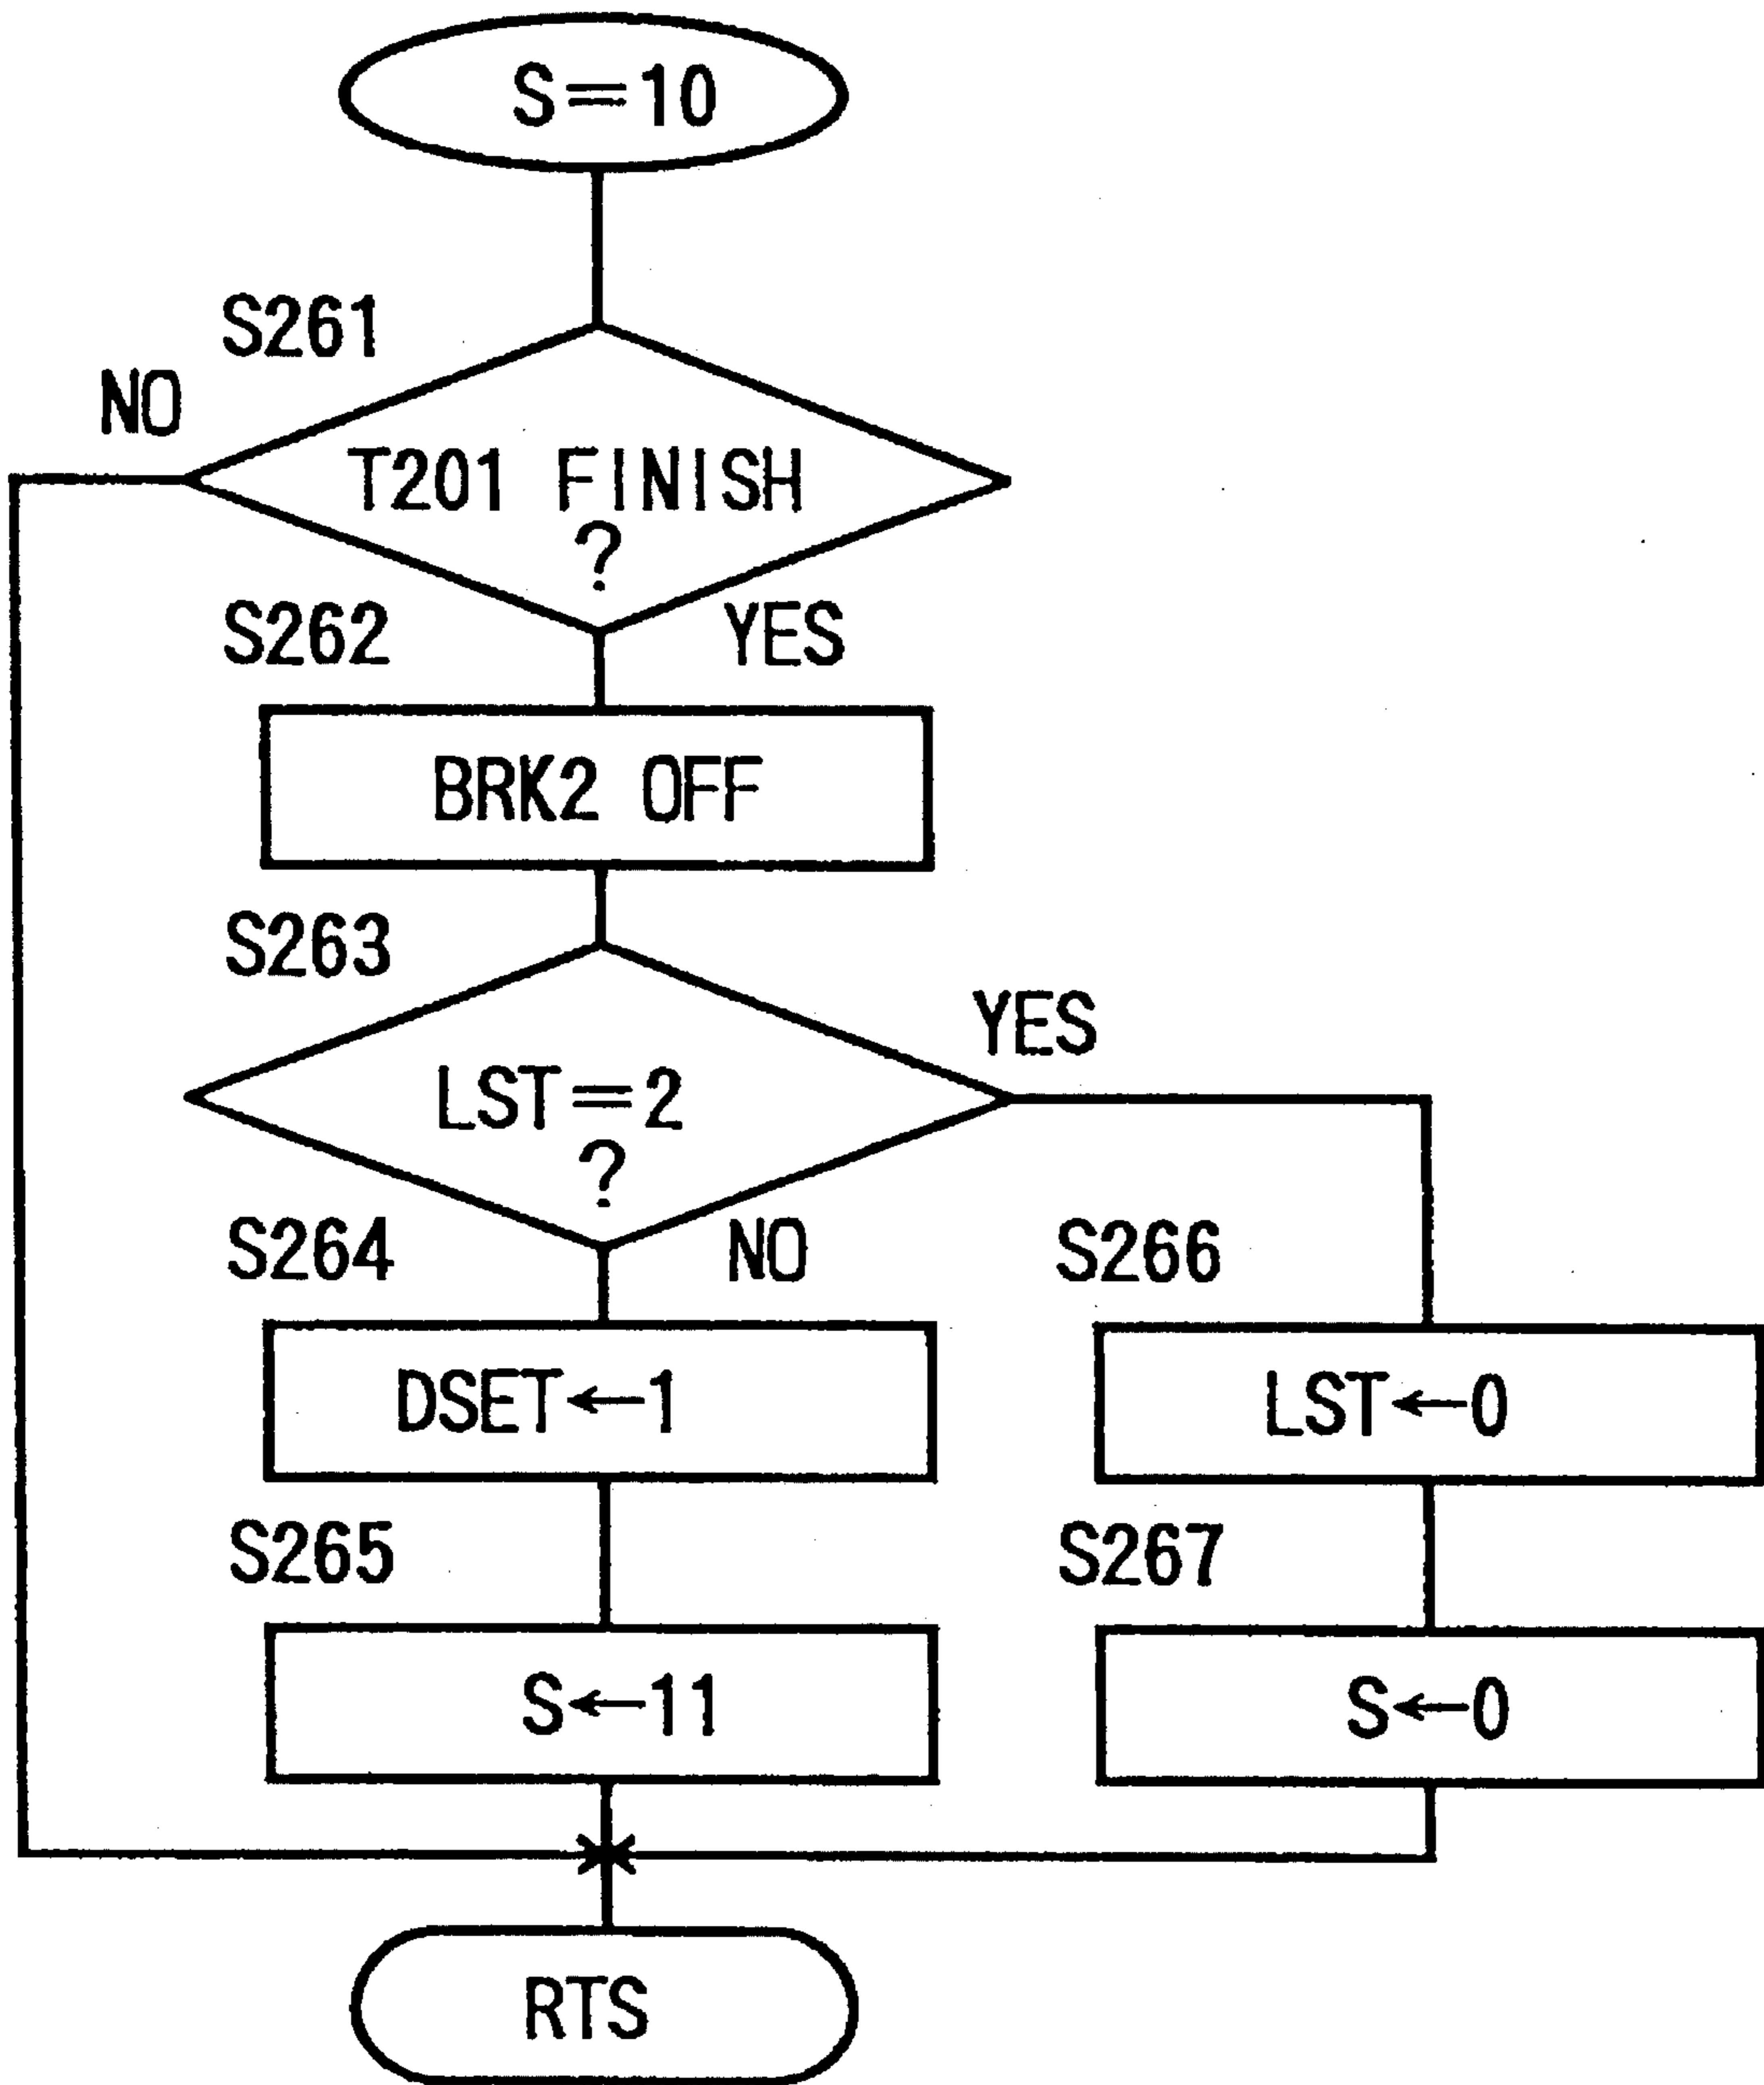 S=10
S261
NO
T201 FINISH
?
S262
YES
BRK2 OFF
S263
YES
LST=2
?
S264
NO
S266
DSET←1
LST←0
S265
S267
S←11
S←0
RTS